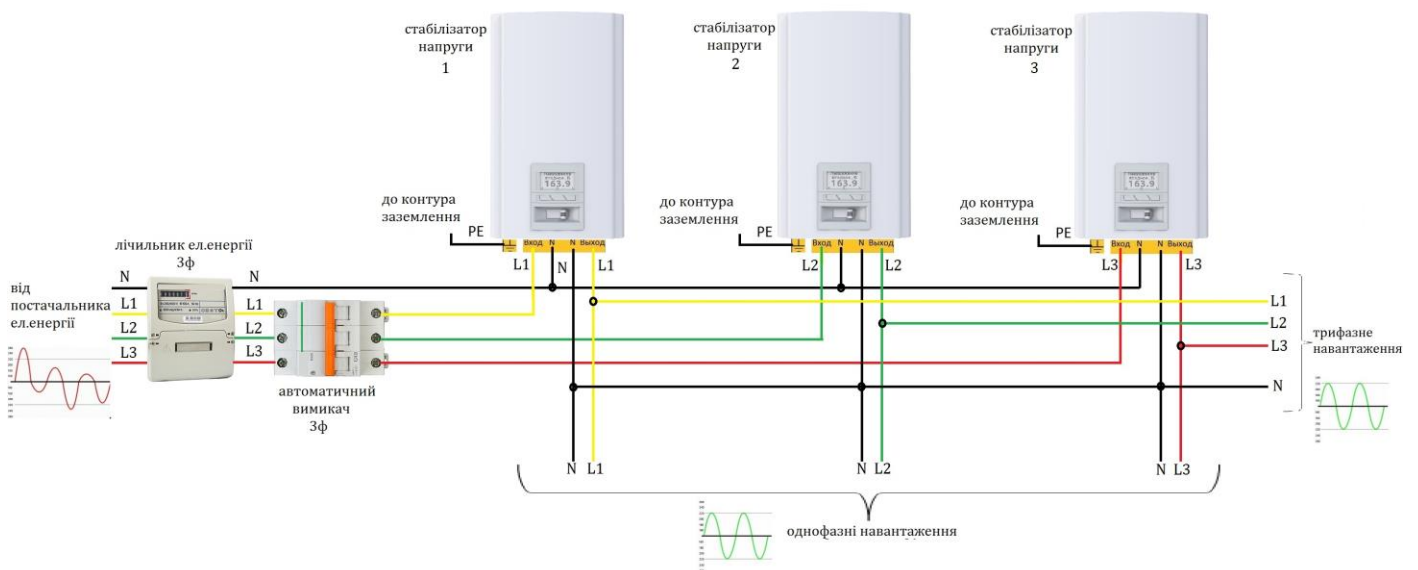 стабілізатор
напруги
1
стабілізатор
напруги
2
стабілізатор
напруги
3
163.9
163.9
163.9
до контура
заземлення
PE
до контура
заземлення
PE
до контура
заземлення
PE
Вход N N Выход
Вход N N Выход
Вход N N Выход
L1 N L1
L2 L2
L3 L3
лічильник ел.енергії
3ф
від
постачальника
ел.енергії
N
L1
L2
L3
N
L1
L2
L3
автоматичний
вимикач
3ф
L1
L2
L3
N
трифазне
навантаження
N L1
N L2
N L3
однофазні навантаження